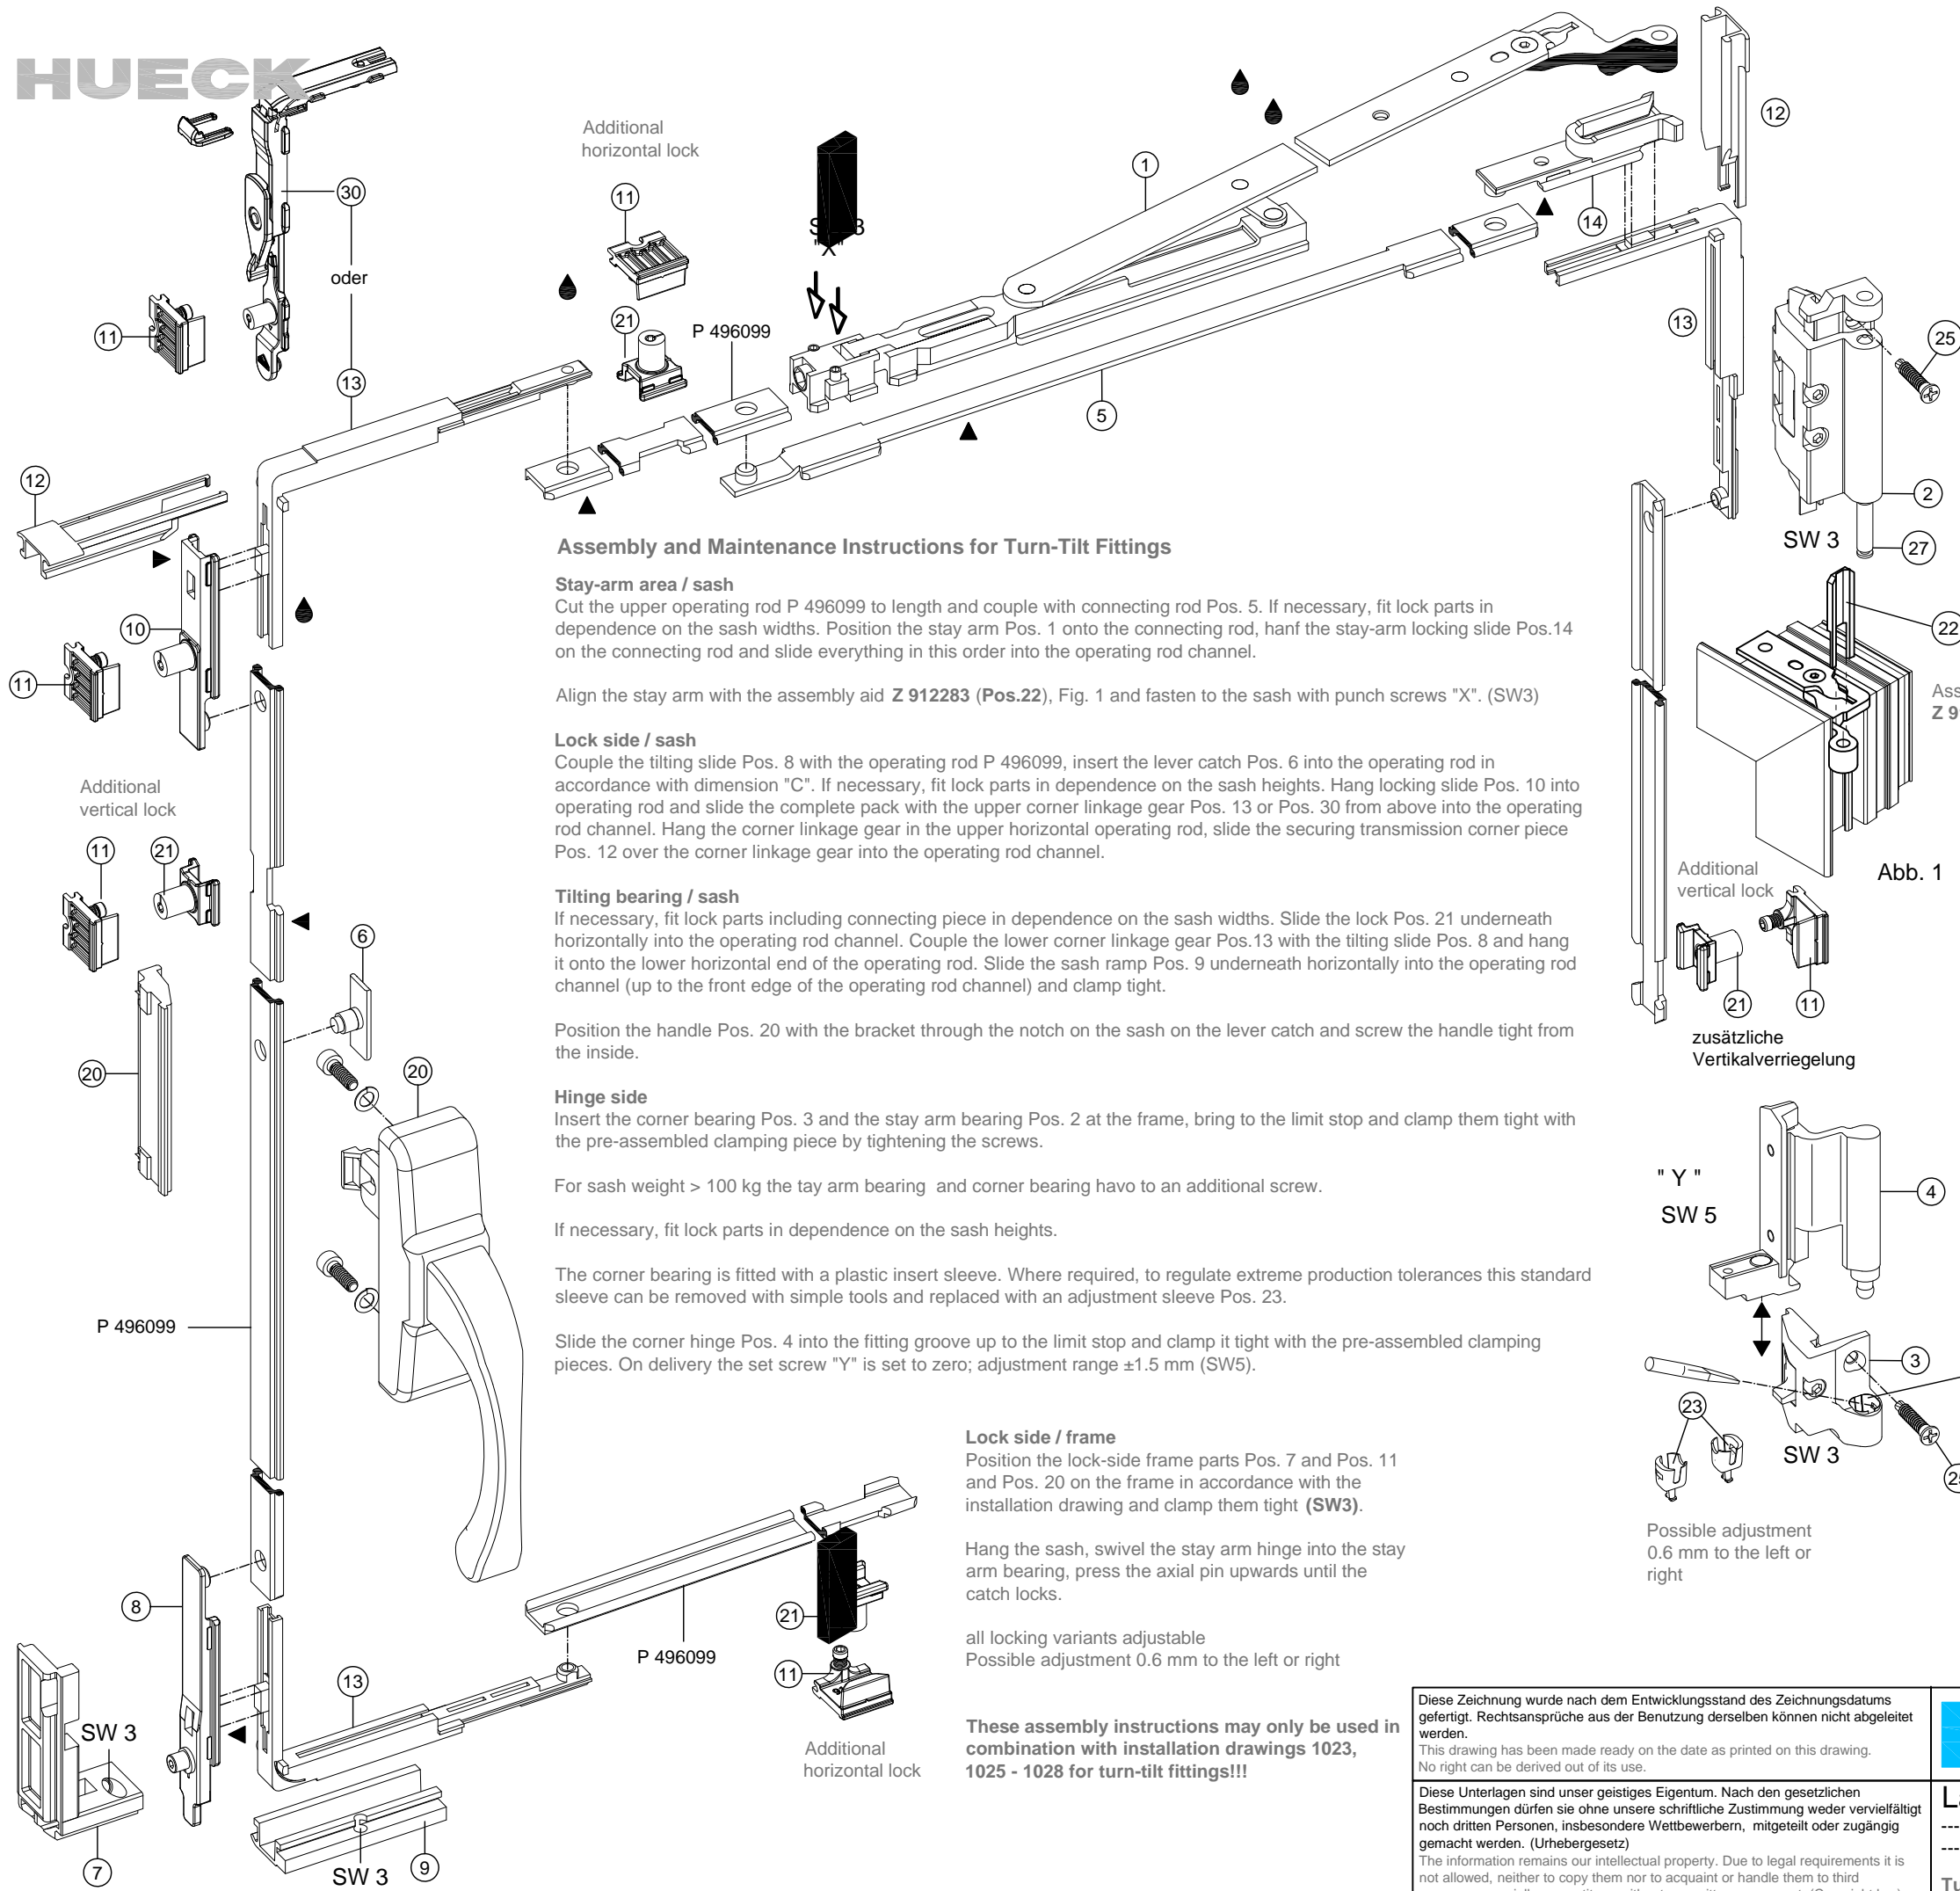 HUECK
Additional
horizontal lock
12
1
30
11
14
oder
21
P 496099
13
25
11
13
5
12
2
SW 3
27
Assembly and Maintenance Instructions for Turn-Tilt Fittings
Stay-arm area / sash
Cut the upper operating rod P 496099 to length and couple with connecting rod Pos. 5. If necessary, fit lock parts in
dependence on the sash widths. Position the stay arm Pos. 1 onto the connecting rod, hanf the stay-arm locking slide Pos.14
on the connecting rod and slide everything in this order into the operating rod channel.
Align the stay arm with the assembly aid Z 912283 (Pos.22), Fig. 1 and fasten to the sash with punch screws "X". (SW3)
Lock side / sash
Couple the tilting slide Pos. 8 with the operating rod P 496099, insert the lever catch Pos. 6 into the operating rod in
accordance with dimension "C". If necessary, fit lock parts in dependence on the sash heights. Hang locking slide Pos. 10 into
operating rod and slide the complete pack with the upper corner linkage gear Pos. 13 or Pos. 30 from above into the operating
rod channel. Hang the corner linkage gear in the upper horizontal operating rod, slide the securing transmission corner piece
Pos. 12 over the corner linkage gear into the operating rod channel.
Tilting bearing / sash
If necessary, fit lock parts including connecting piece in dependence on the sash widths. Slide the lock Pos. 21 underneath
horizontally into the operating rod channel. Couple the lower corner linkage gear Pos.13 with the tilting slide Pos. 8 and hang
it onto the lower horizontal end of the operating rod. Slide the sash ramp Pos. 9 underneath horizontally into the operating rod
channel (up to the front edge of the operating rod channel) and clamp tight.
Position the handle Pos. 20 with the bracket through the notch on the sash on the lever catch and screw the handle tight from
the inside.
Hinge side
Insert the corner bearing Pos. 3 and the stay arm bearing Pos. 2 at the frame, bring to the limit stop and clamp them tight with
the pre-assembled clamping piece by tightening the screws.
For sash weight > 100 kg the tay arm bearing and corner bearing havo to an additional screw.
If necessary, fit lock parts in dependence on the sash heights.
The corner bearing is fitted with a plastic insert sleeve. Where required, to regulate extreme production tolerances this standard
sleeve can be removed with simple tools and replaced with an adjustment sleeve Pos. 23.
Slide the corner hinge Pos. 4 into the fitting groove up to the limit stop and clamp it tight with the pre-assembled clamping
pieces. On delivery the set screw "Y" is set to zero; adjustment range ±1.5 mm (SW5).
10
11
22
Z 9
Additional
vertical lock
11
21
6
20
20
P 496099
Abb. 1
Additional
vertical lock
21
11
zusätzliche
Vertikalverriegelung
" Y "
SW 5
4
3
23
SW 3
Possible adjustment
0.6 mm to the left or
right
Lock side / frame
Position the lock-side frame parts Pos. 7 and Pos. 11
and Pos. 20 on the frame in accordance with the
installation drawing and clamp them tight (SW3).
Hang the sash, swivel the stay arm hinge into the stay
arm bearing, press the axial pin upwards until the
catch locks.
all locking variants adjustable
Possible adjustment 0.6 mm to the left or right
These assembly instructions may only be used in
combination with installation drawings 1023,
1025 - 1028 for turn-tilt fittings!!!
8
P 496099
21
11
13
SW 3
Additional
horizontal lock
7
SW 3
9
Diese Zeichnung wurde nach dem Entwicklungsstand des Zeichnungsdatums
gefertigt. Rechtsansprüche aus der Benutzung derselben können nicht abgeleitet
werden.
This drawing has been made ready on the date as printed on this drawing.
No right can be derived out of its use.
Diese Unterlagen sind unser geistiges Eigentum. Nach den gesetzlichen
Bestimmungen dürfen sie ohne unsere schriftliche Zustimmung weder vervielfältigt
noch dritten Personen, insbesondere Wettbewerbern, mitgeteilt oder zugängig
gemacht werden. (Urhebergesetz)
The information remains our intellectual property. Due to legal requirements it is
not allowed, neither to copy them nor to acquaint or handle them to third